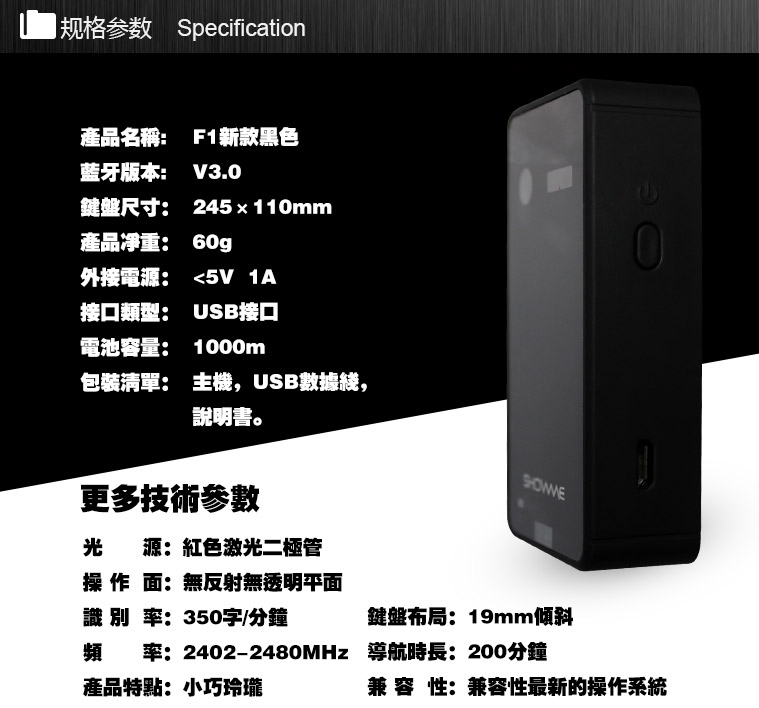 规格参数 Specification
產品名稱: F1新款黑色
藍牙版本: V3.0
鍵盤尺寸: 245×110mm
產品凈重: 60g
外接電源: <5V 1A
接口類型: USB接口
電池容量: 1000m
包裝清單: 主機，USB數據綫，
說明書。
SHOWME
更多技術參數
光 源: 紅色激光二極管
操作面: 無反射無透明平面
識別率: 350字/分鐘 鍵盤布局: 19mm傾斜
頻 率: 2402-2480MHz 導航時長: 200分鐘
產品特點: 小巧玲瓏 兼容性: 兼容性最新的操作系統